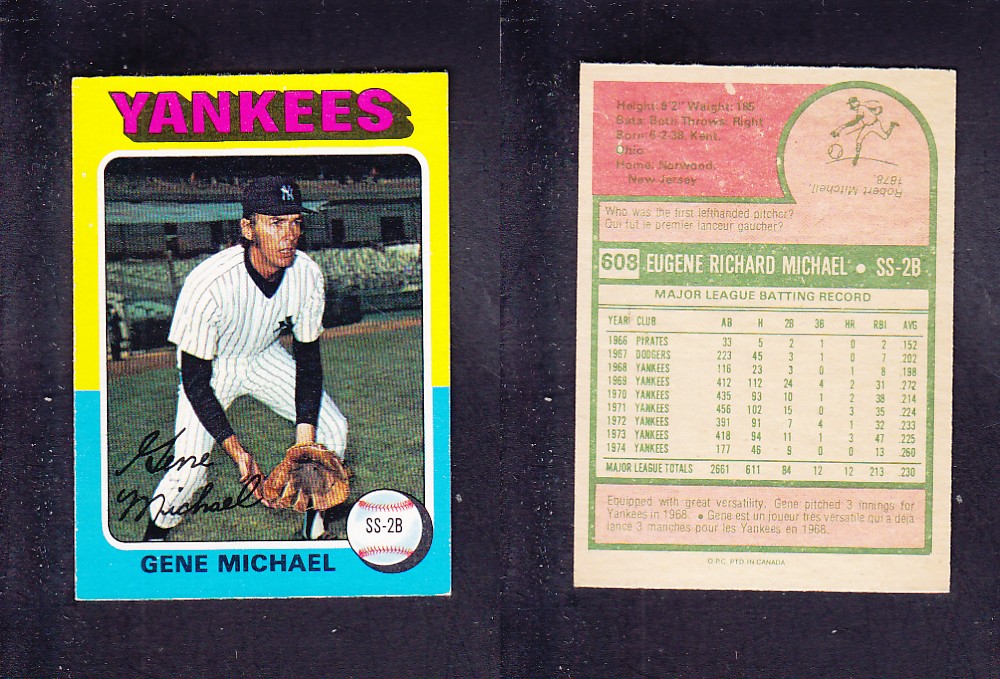 YANKEES
NY
Gene
Michael
SS-2B
GENE MICHAEL
Height: 6'2" Weight: 185
Bats: Both Throws: Right
Born: 6-2-38, Kent,
Ohio
Home: Norwood,
New Jersey
Robert Mitchell,
1878
Who was the first lefthanded pitcher?
Qui fut le premier lanceur gaucher?
608 EUGENE RICHARD MICHAEL • SS-2B
MAJOR LEAGUE BATTING RECORD
YEAR CLUB AB H 2B 3B HR RBI AVG
1966 PIRATES 33 5 2 1 0 2 .152
1967 DODGERS 223 45 3 1 0 7 .202
1968 YANKEES 116 23 3 0 1 8 .198
1969 YANKEES 412 112 24 4 2 31 .272
1970 YANKEES 435 93 10 1 2 38 .214
1971 YANKEES 456 102 15 0 3 35 .224
1972 YANKEES 391 91 7 4 1 32 .233
1973 YANKEES 418 94 11 1 3 47 .225
1974 YANKEES 177 46 9 0 0 13 .260
MAJOR LEAGUE TOTALS 2661 611 84 12 12 213 .230
Equipped with great versatility, Gene pitched 3 innings for
Yankees in 1968. • Gene est un joueur très versatile qui a déja
lancé 3 manches pour les Yankees en 1968.
O.P.C. PTD. IN CANADA